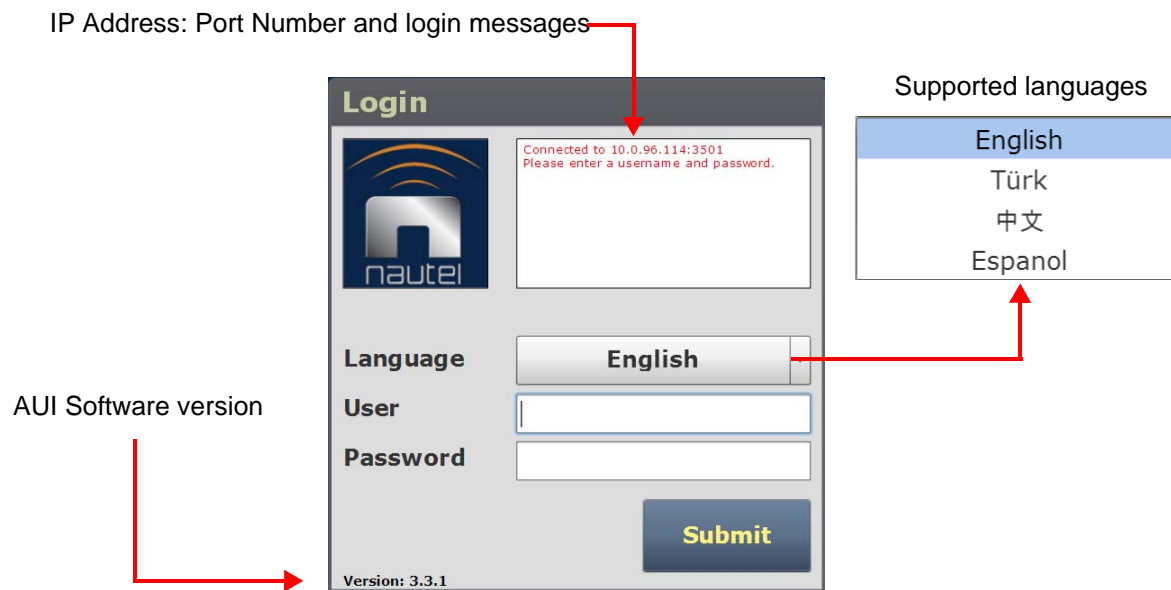 IP Address: Port Number and login messages
Login
Supported languages
Connected to 10.0.96.114:3501
Please enter a username and password.
nautel
English
Türk
中文
Espanol
Language
English
AUI Software version
User
Password
Submit
Version: 3.3.1